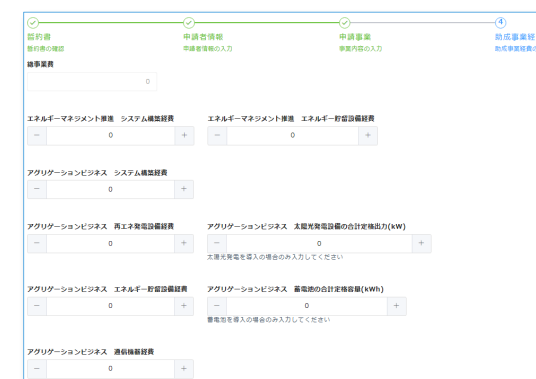 誓約書 申請者情報 申請事業 4 助成事業経
誓約書の確認 申請者情報の入力 事業内容の入力 助成事業経費の
総事業費
0
エネルギーマネジメント推進 システム構築経費 エネルギーマネジメント推進 エネルギー貯留設備経費
− 0 + − 0 +
アグリゲーションビジネス システム構築経費
− 0 +
アグリゲーションビジネス 再エネ発電設備経費 アグリゲーションビジネス 太陽光発電設備の合計定格出力(kW)
− 0 + − 0 +
太陽光発電を導入の場合のみ入力してください
アグリゲーションビジネス エネルギー貯留設備経費 アグリゲーションビジネス 蓄電池の合計定格容量(kWh)
− 0 + − 0 +
蓄電池を導入の場合のみ入力してください
アグリゲーションビジネス 通信機器経費
− 0 +